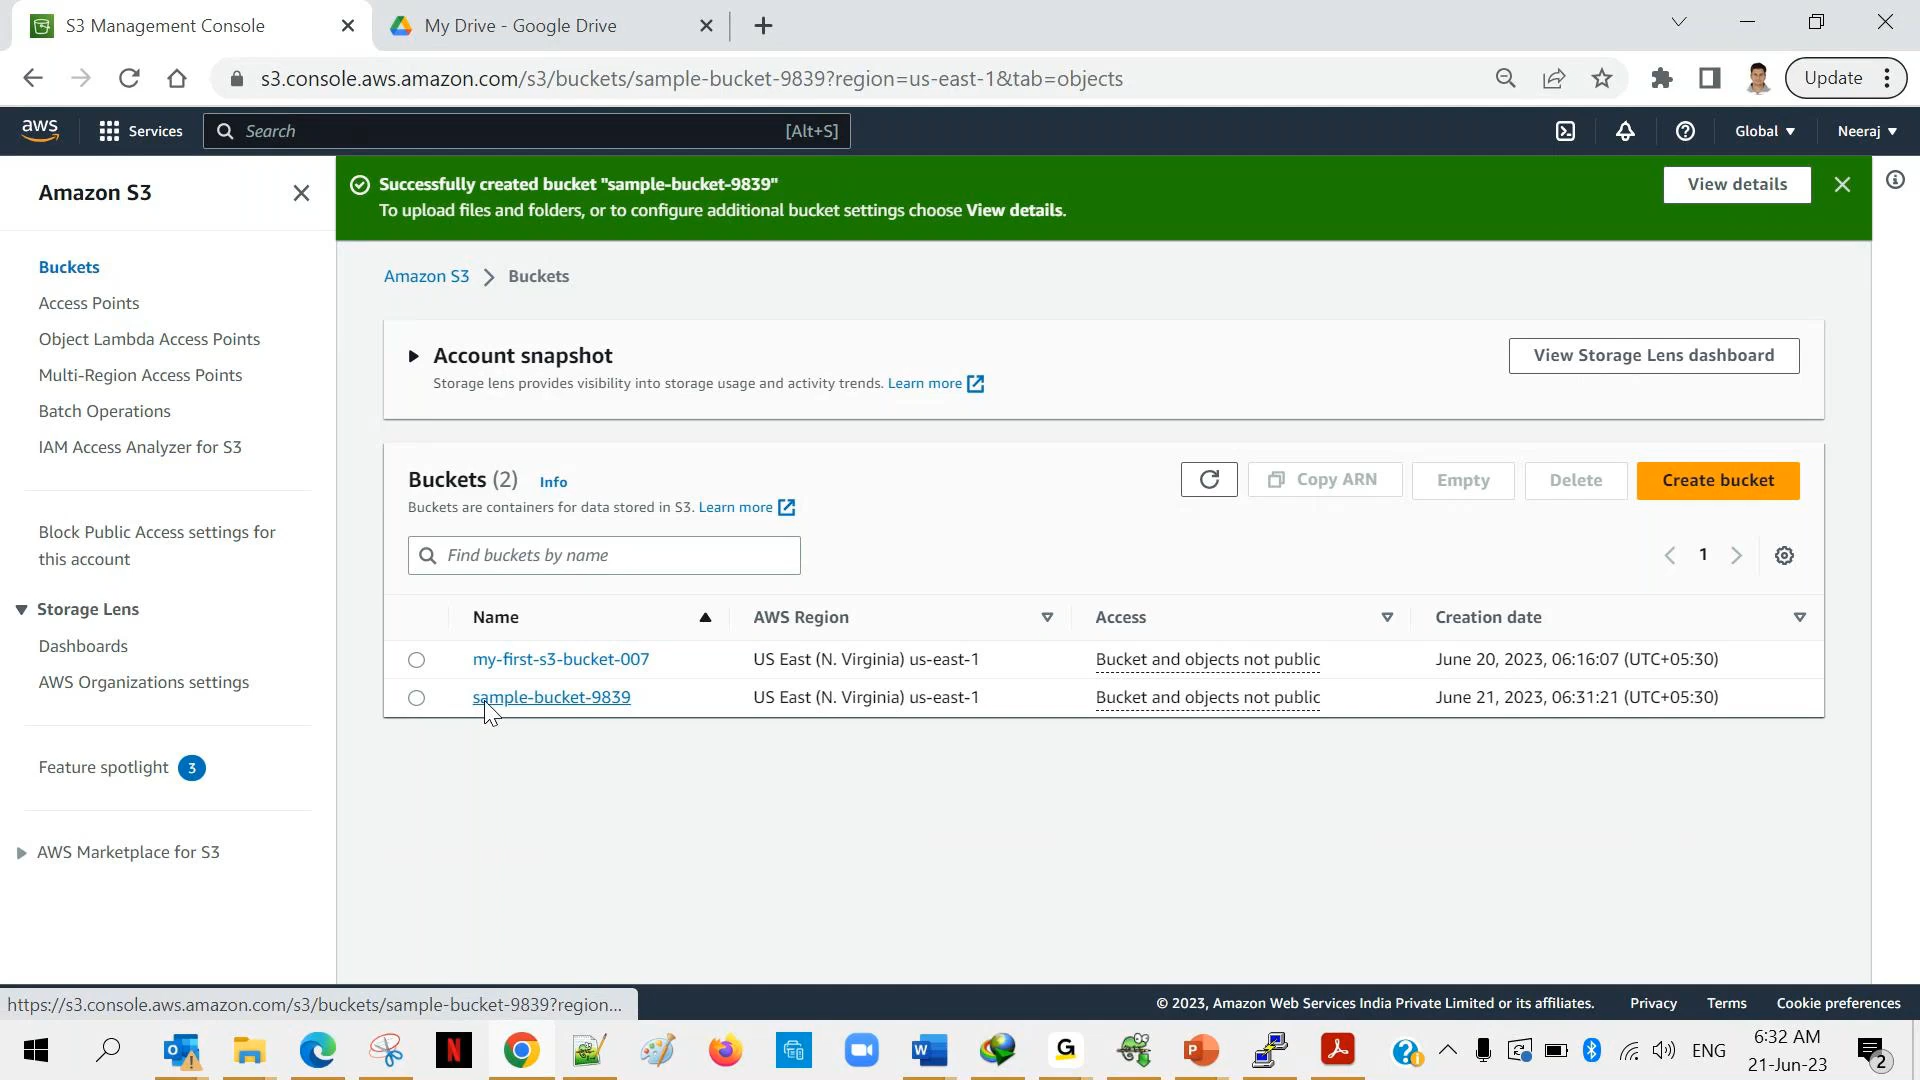 S3 Management Console
My Drive - Google Drive
s3.console.aws.amazon.com/s3/buckets/sample-bucket-9839?region=us-east-1&tab=objects
Update
aws
Services
Search
[Alt+S]
Global
Neeraj
Amazon S3
Buckets
Access Points
Object Lambda Access Points
Multi-Region Access Points
Batch Operations
IAM Access Analyzer for S3
Block Public Access settings for
this account
Storage Lens
Dashboards
AWS Organizations settings
Feature spotlight 3
AWS Marketplace for S3
Successfully created bucket "sample-bucket-9839"
To upload files and folders, or to configure additional bucket settings choose View details.
View details
Amazon S3 Buckets
Account snapshot
Storage lens provides visibility into storage usage and activity trends. Learn more
View Storage Lens dashboard
Buckets (2) Info
Buckets are containers for data stored in S3. Learn more
Copy ARN
Empty
Delete
Create bucket
Find buckets by name
1
Name AWS Region Access Creation date
my-first-s3-bucket-007 US East (N. Virginia) us-east-1 Bucket and objects not public June 20, 2023, 06:16:07 (UTC+05:30)
sample-bucket-9839 US East (N. Virginia) us-east-1 Bucket and objects not public June 21, 2023, 06:31:21 (UTC+05:30)
https://s3.console.aws.amazon.com/s3/buckets/sample-bucket-9839?region...
© 2023, Amazon Web Services India Private Limited or its affiliates. Privacy Terms Cookie preferences
ENG
6:32 AM
21-Jun-23
2